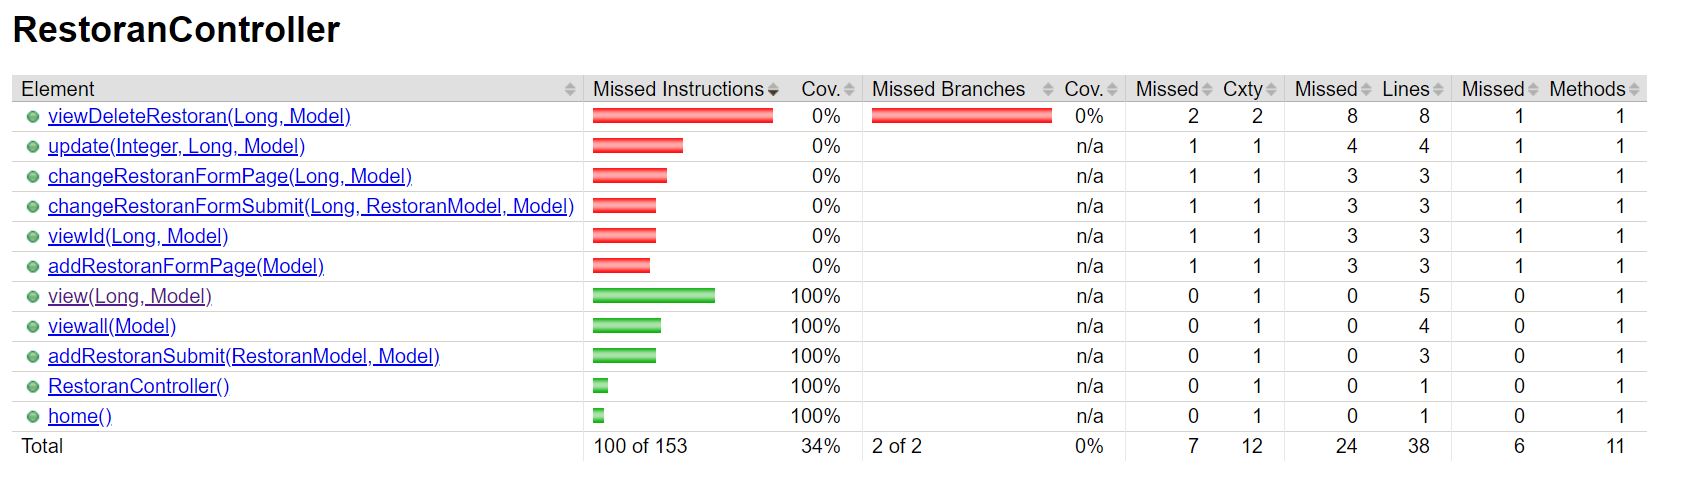 RestoranController
Element Missed Instructions Cov. Missed Branches Cov. Missed Cxty Missed Lines Missed Methods
viewDeleteRestoran(Long, Model) 0% 0% 2 2 8 8 1 1
update(Integer, Long, Model) 0% n/a 1 1 4 4 1 1
changeRestoranFormPage(Long, Model) 0% n/a 1 1 3 3 1 1
changeRestoranFormSubmit(Long, RestoranModel, Model) 0% n/a 1 1 3 3 1 1
viewId(Long, Model) 0% n/a 1 1 3 3 1 1
addRestoranFormPage(Model) 0% n/a 1 1 3 3 1 1
view(Long, Model) 100% n/a 0 1 0 5 0 1
viewall(Model) 100% n/a 0 1 0 4 0 1
addRestoranSubmit(RestoranModel, Model) 100% n/a 0 1 0 3 0 1
RestoranController() 100% n/a 0 1 0 1 0 1
home() 100% n/a 0 1 0 1 0 1
Total 100 of 153 34% 2 of 2 0% 7 12 24 38 6 11